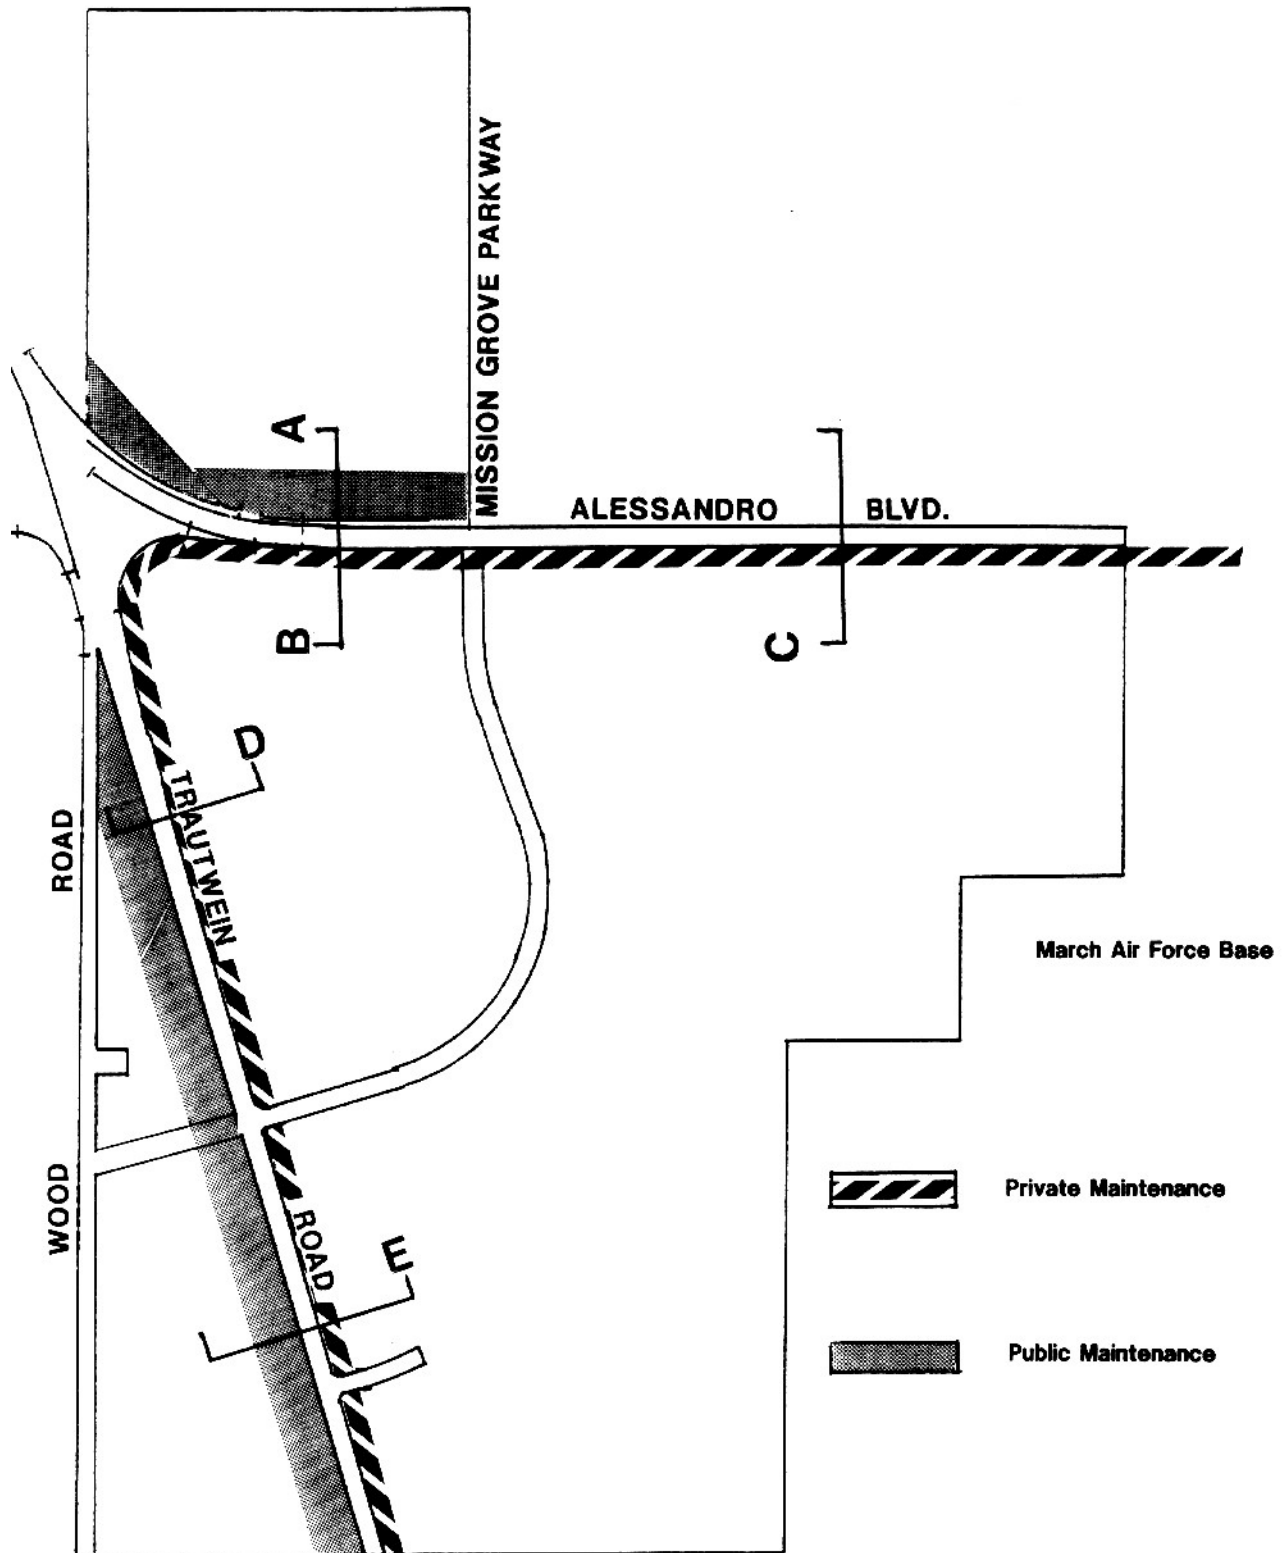 MISSION GROVE PARKWAY
A
ALESSANDRO BLVD.
B
C
D
TRAUTWEIN
ROAD
March Air Force Base
WOOD
ROAD
E
Private Maintenance
Public Maintenance